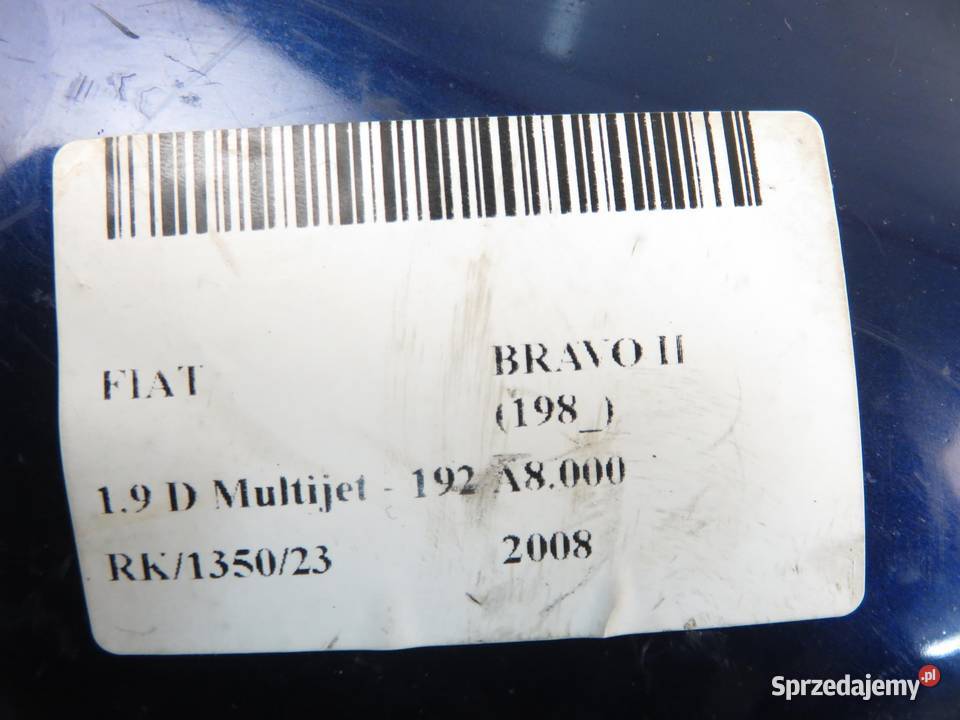 FIAT
BRAVO II
(198_)
1.9 D Multijet - 192 A8.000
RK/1350/23
2008
Sprzedajemy.pl